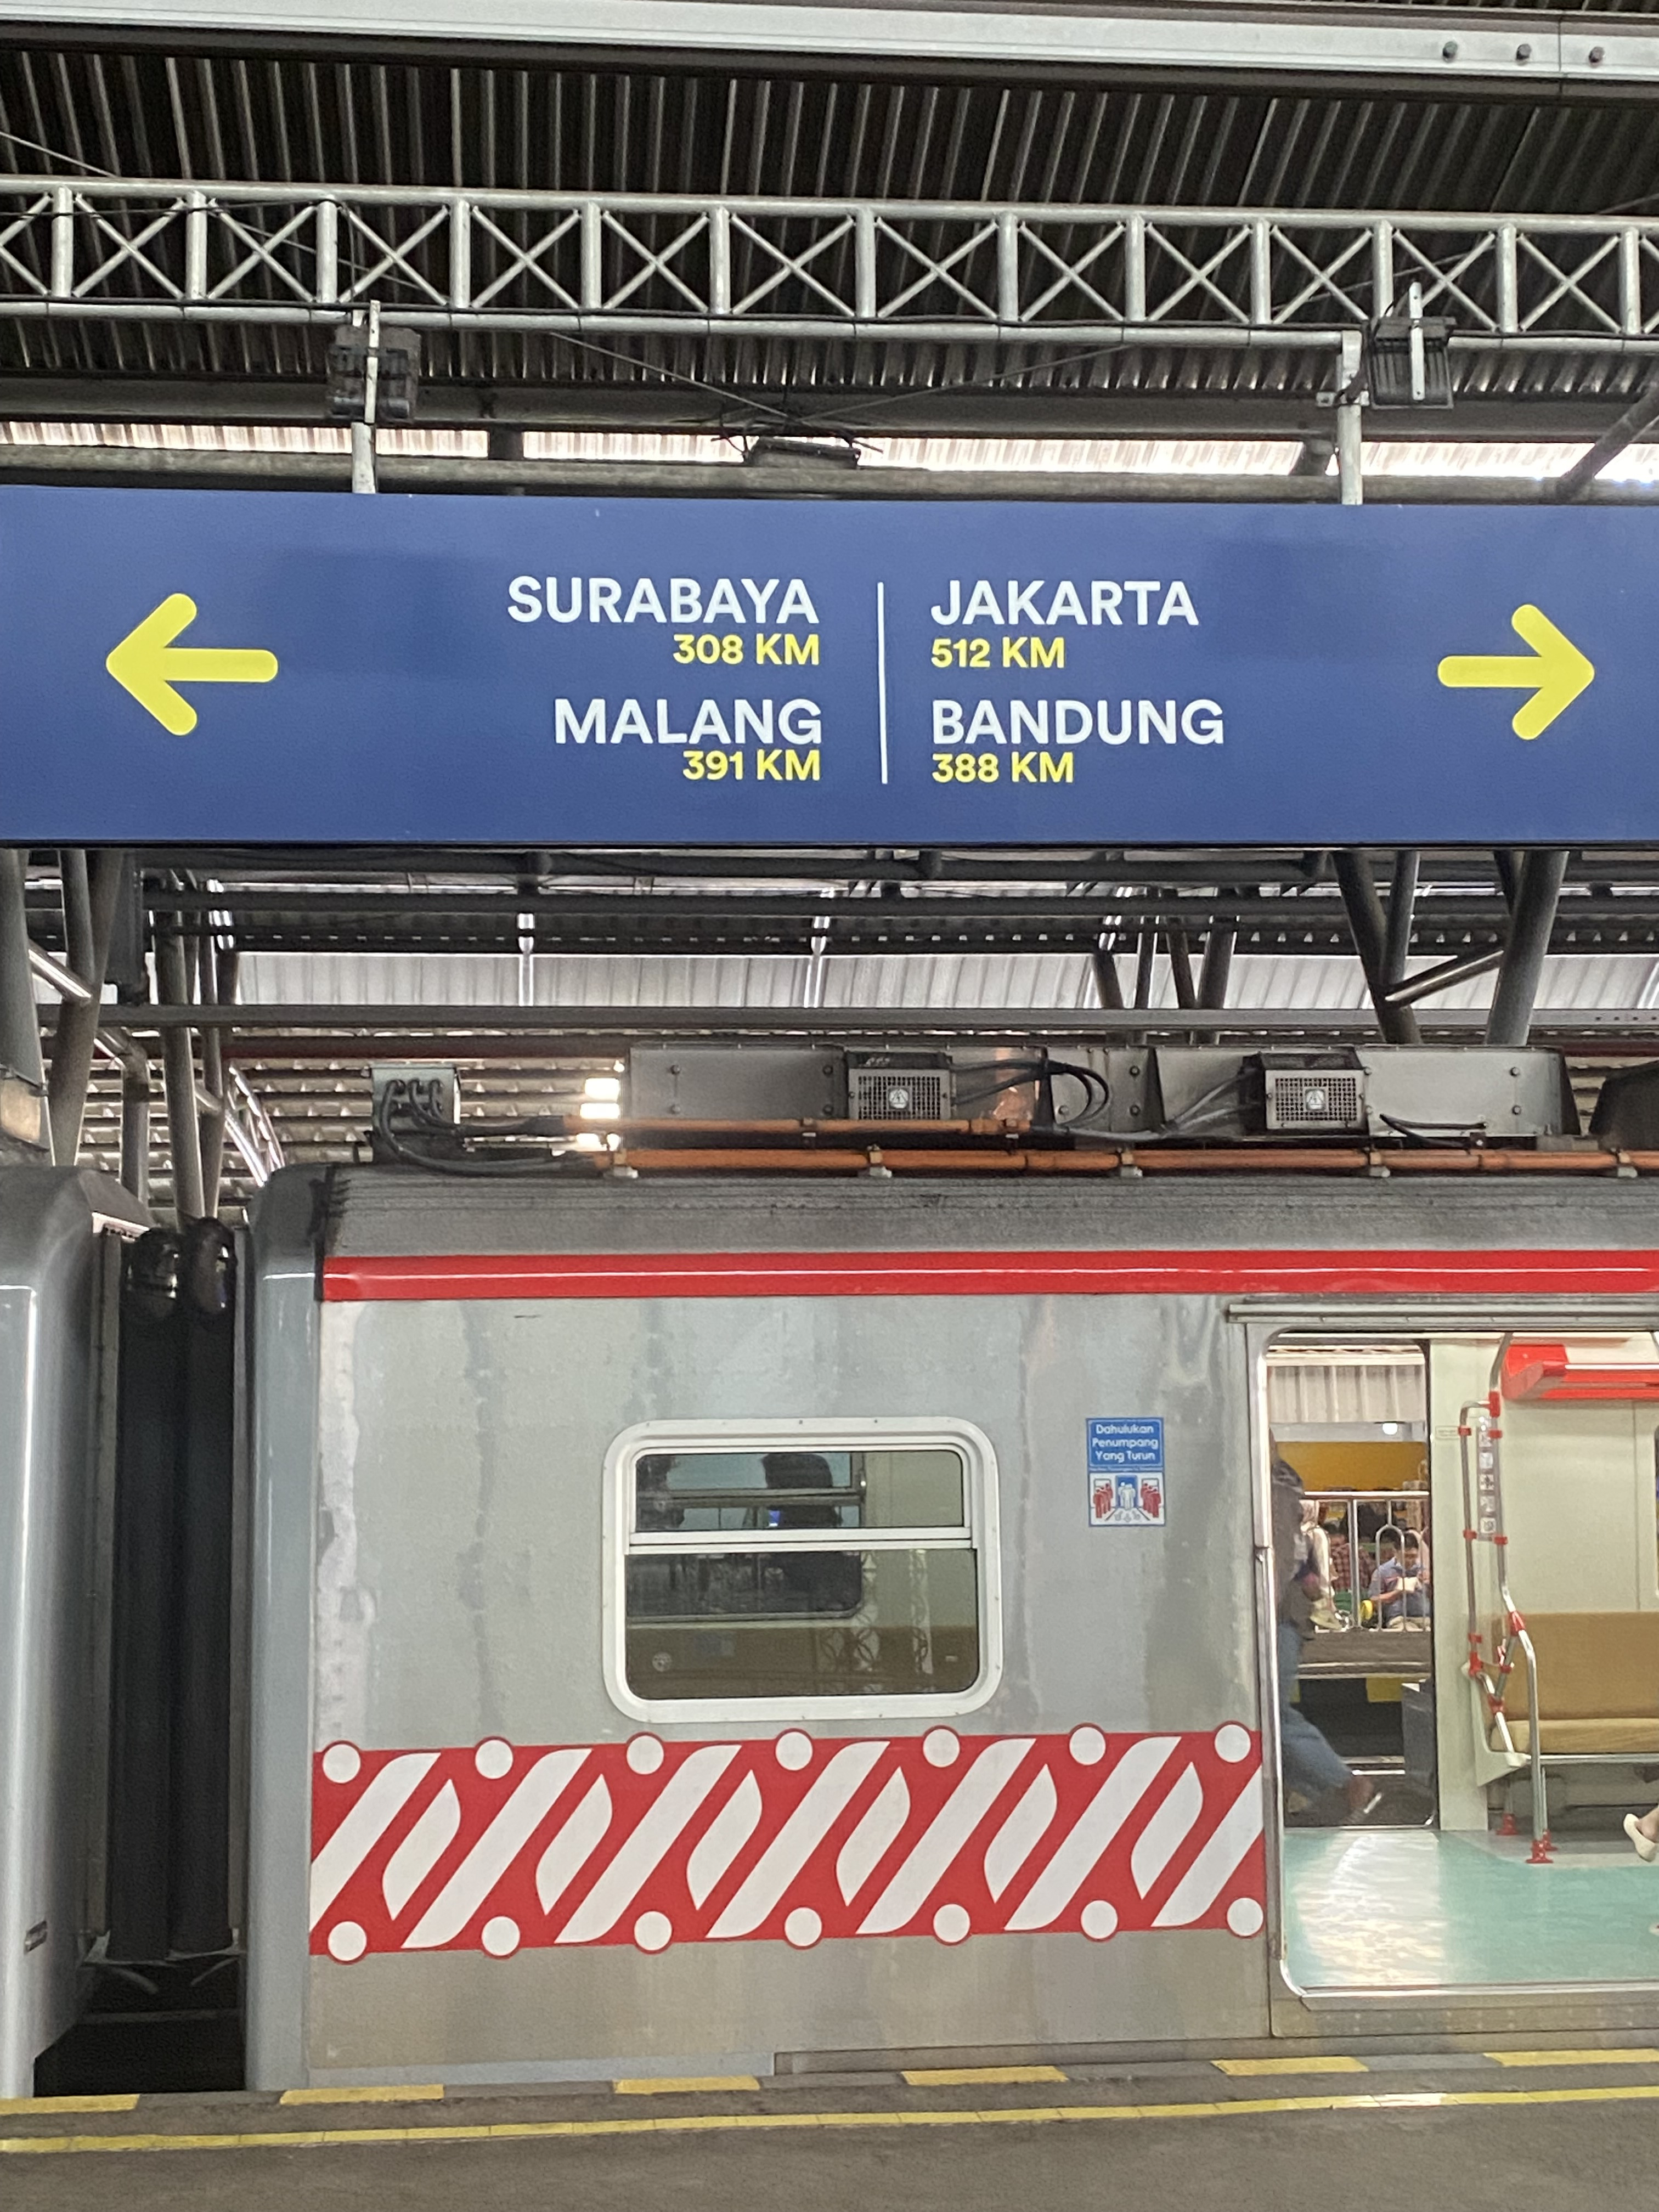 SURABAYA
308 KM
MALANG
391 KM
JAKARTA
512 KM
BANDUNG
388 KM
Dahulukan
Penumpang
Yang Turun